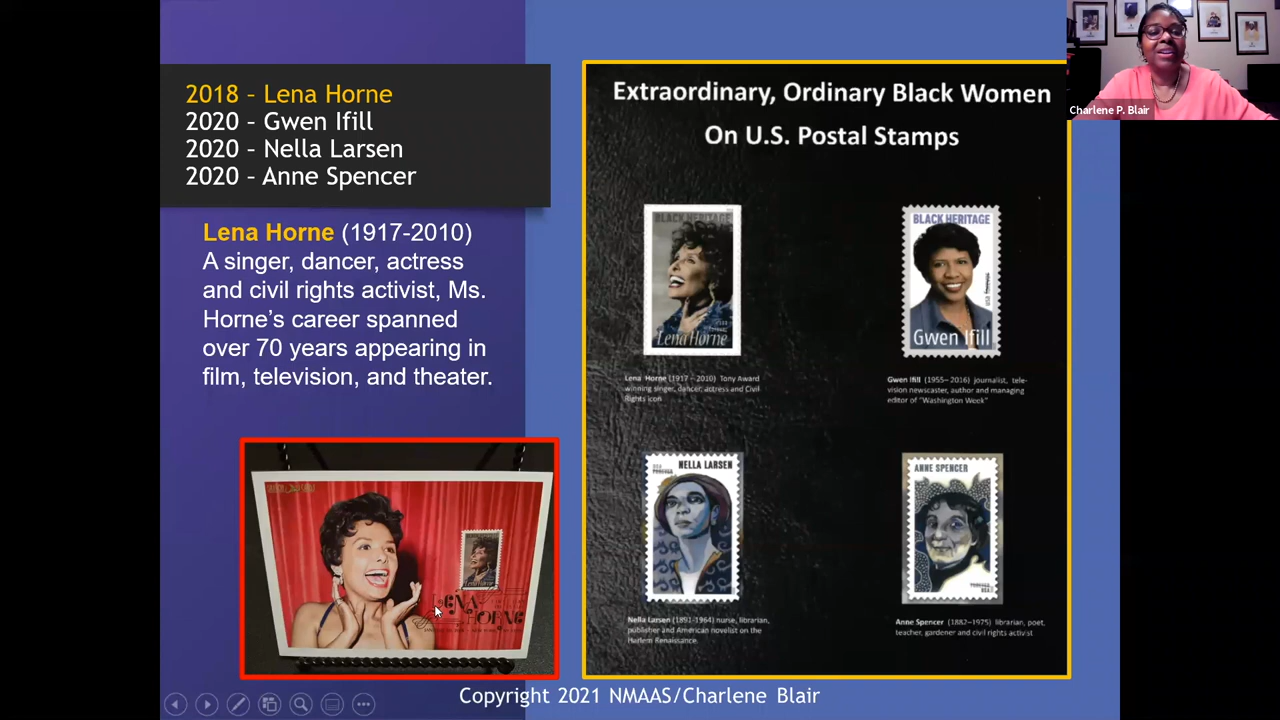 2018 – Lena Horne
2020 – Gwen Ifill
2020 – Nella Larsen
2020 – Anne Spencer
Lena Horne (1917-2010)
A singer, dancer, actress
and civil rights activist, Ms.
Horne's career spanned
over 70 years appearing in
film, television, and theater.
LENA
HORNE
Extraordinary, Ordinary Black Women
On U.S. Postal Stamps
BLACK HERITAGE
Lena Horne
Lena Horne (1917 – 2010) Tony Award
winning singer, dancer, actress and Civil
Rights icon
BLACK HERITAGE
Gwen Ifill
Gwen Ifill (1955–2016) journalist, tele-
vision newscaster, author and managing
editor of "Washington Week"
NELLA LARSEN
Nella Larsen (1891-1964) nurse, librarian,
publisher and American novelist on the
Harlem Renaissance.
ANNE SPENCER
FOREVER
Anne Spencer (1882–1975) librarian, poet,
teacher, gardener and civil rights activist
Copyright 2021 NMAAS/Charlene Blair
Charlene P. Blair